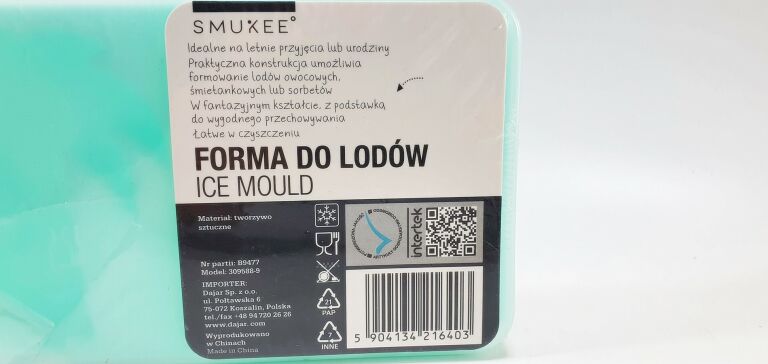 SMUKEE°
Idealne na letnie przyjęcia lub urodziny
Praktyczna konstrukcja umożliwia
formowanie lodów owocowych,
śmietankowych lub sorbetów
W fantazyjnym kształcie, z podstawką
do wygodnego przechowywania
Łatwe w czyszczeniu
FORMA DO LODÓW
ICE MOULD
Materiał: tworzywo
sztuczne
Nr partii: B9477
Model: 309588-9
IMPORTER:
Dajar Sp. z o.o.
ul. Połtawska 6
75-072 Koszalin, Polska
tel./fax +48 94 720 26 26
www.dajar.com
Wyprodukowano
w Chinach
Made in China
21
PAP
7
INNE
intertek
5 904134 216403